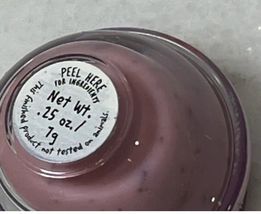 PEEL HERE
FOR INGREDIENTS
Net Wt.
.25 oz./
7g
This finished product not tested on animals.